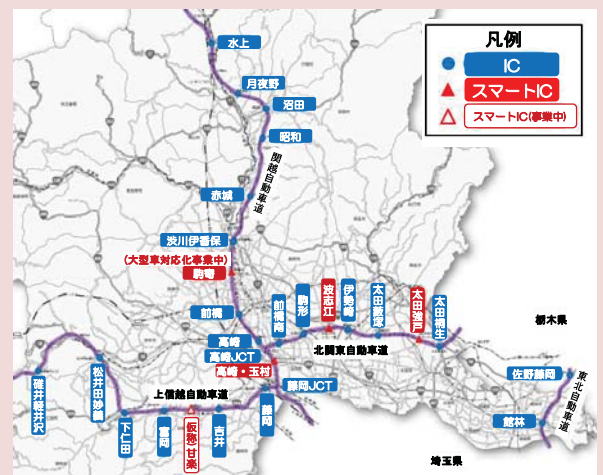 凡例
IC
スマートIC
スマートIC(事業中)
水上
月夜野
沼田
昭和
関越自動車道
赤城
渋川伊香保
(大型車対応化事業中)
駒寄
前橋
高崎
高崎JCT
高崎・玉村
前橋南
駒形
波志江
伊勢崎
太田藪塚
太田強戸
太田桐生
北関東自動車道
栃木県
佐野藤岡
東北自動車道
館林
埼玉県
藤岡JCT
藤岡
上信越自動車道
吉井
(仮称)甘楽
富岡
下仁田
松井田妙義
碓井軽井沢